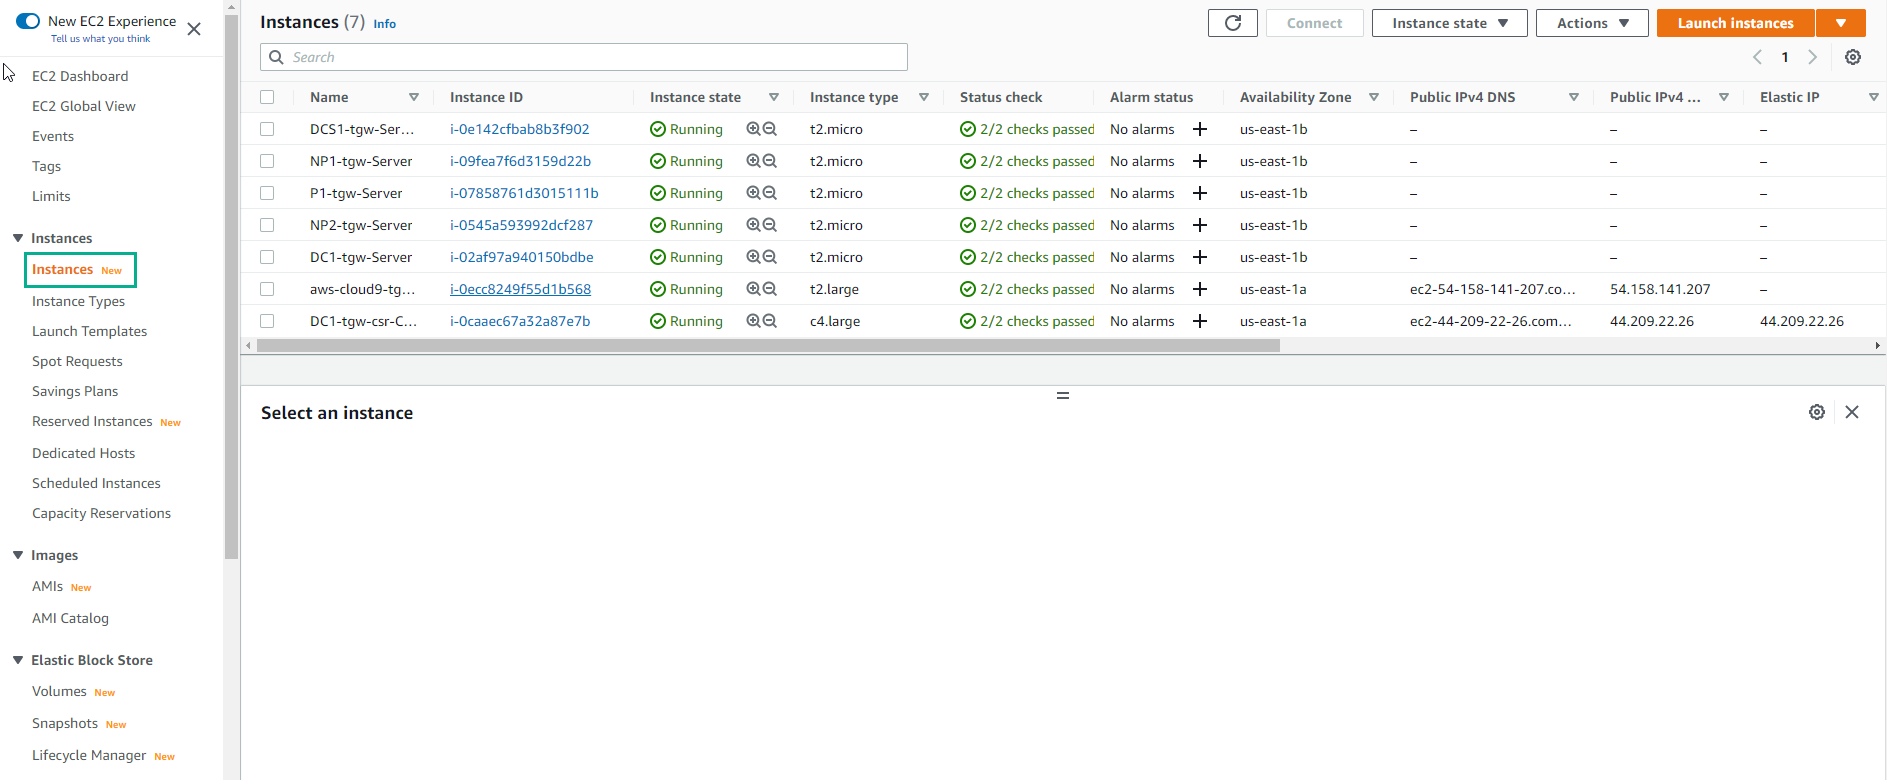 New EC2 Experience
Tell us what you think
EC2 Dashboard
EC2 Global View
Events
Tags
Limits
Instances
Instances New
Instance Types
Launch Templates
Spot Requests
Savings Plans
Reserved Instances New
Dedicated Hosts
Scheduled Instances
Capacity Reservations
Images
AMIs New
AMI Catalog
Elastic Block Store
Volumes New
Snapshots New
Lifecycle Manager New
Instances (7) Info
Connect Instance state Actions Launch instances
Search
1
Name Instance ID Instance state Instance type Status check Alarm status Availability Zone Public IPv4 DNS Public IPv4 ... Elastic IP
DCS1-tgw-Ser... i-0e142cfbab8b3f902 Running t2.micro 2/2 checks passed No alarms + us-east-1b – – –
NP1-tgw-Server i-09fea7f6d3159d22b Running t2.micro 2/2 checks passed No alarms + us-east-1b – – –
P1-tgw-Server i-07858761d3015111b Running t2.micro 2/2 checks passed No alarms + us-east-1b – – –
NP2-tgw-Server i-0545a593992dcf287 Running t2.micro 2/2 checks passed No alarms + us-east-1b – – –
DC1-tgw-Server i-02af97a940150bdbe Running t2.micro 2/2 checks passed No alarms + us-east-1b – – –
aws-cloud9-tg... i-0ecc8249f55d1b568 Running t2.large 2/2 checks passed No alarms + us-east-1a ec2-54-158-141-207.co... 54.158.141.207 –
DC1-tgw-csr-C... i-0caaec67a32a87e7b Running c4.large 2/2 checks passed No alarms + us-east-1a ec2-44-209-22-26.com... 44.209.22.26 44.209.22.26
Select an instance